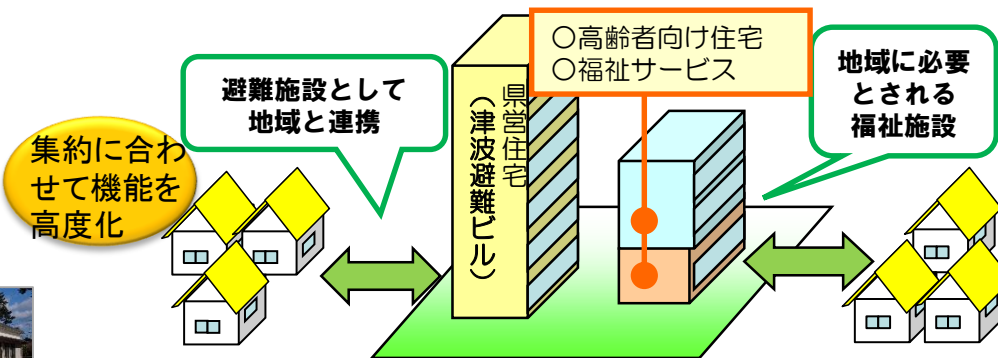 集約に合わ
せて機能を
高度化
避難施設として
地域と連携
県営住宅
（津波避難ビル）
〇高齢者向け住宅
〇福祉サービス
地域に必要
とされる
福祉施設